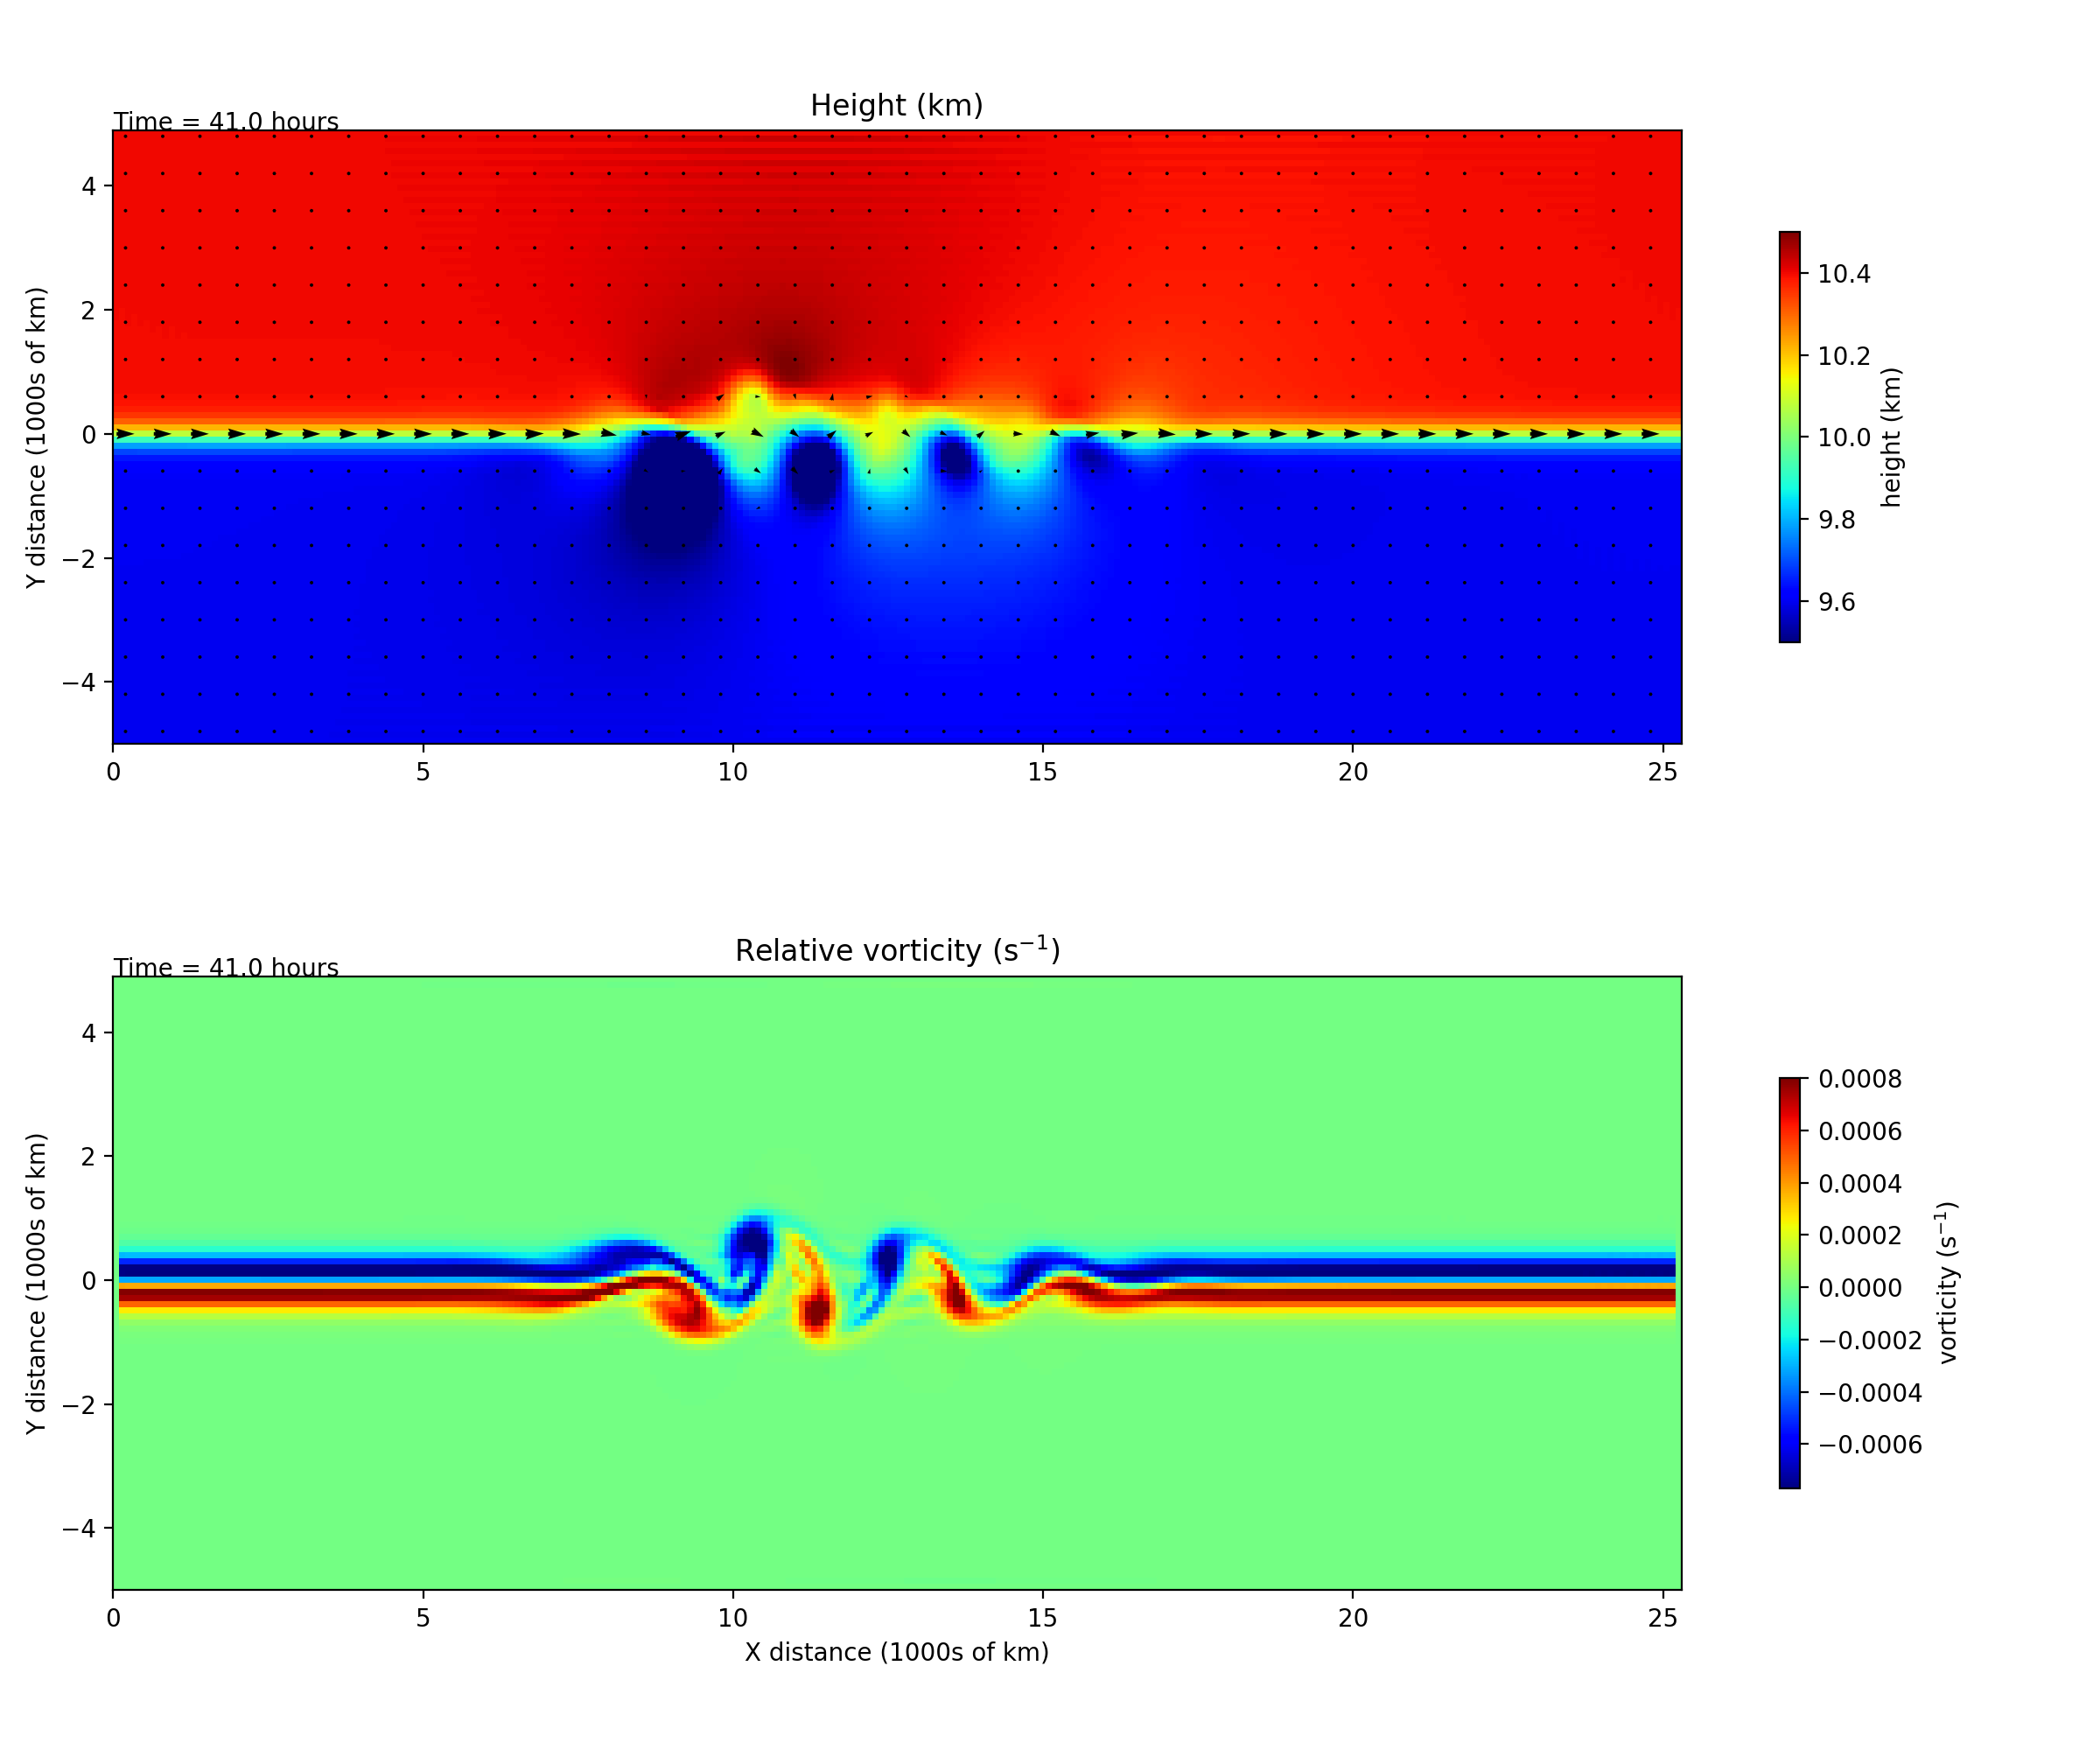 Height (km)
Time = 41.0 hours
4
2
0
−2
−4
Y distance (1000s of km)
0 5 10 15 20 25
10.4
10.2
10.0
9.8
9.6
height (km)
Relative vorticity (s⁻¹)
Time = 41.0 hours
4
2
0
−2
−4
Y distance (1000s of km)
0 5 10 15 20 25
X distance (1000s of km)
0.0008
0.0006
0.0004
0.0002
0.0000
−0.0002
−0.0004
−0.0006
vorticity (s⁻¹)